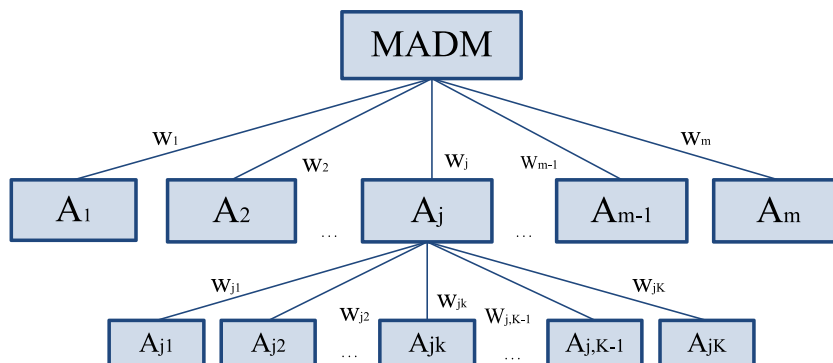 MADM
w1 w2 wj wm-1 wm
A1 A2 ... Aj ... Am-1 Am
wj1 wj2 wjk wj,K-1 wjK
Aj1 Aj2 ... Ajk ... Aj,K-1 AjK